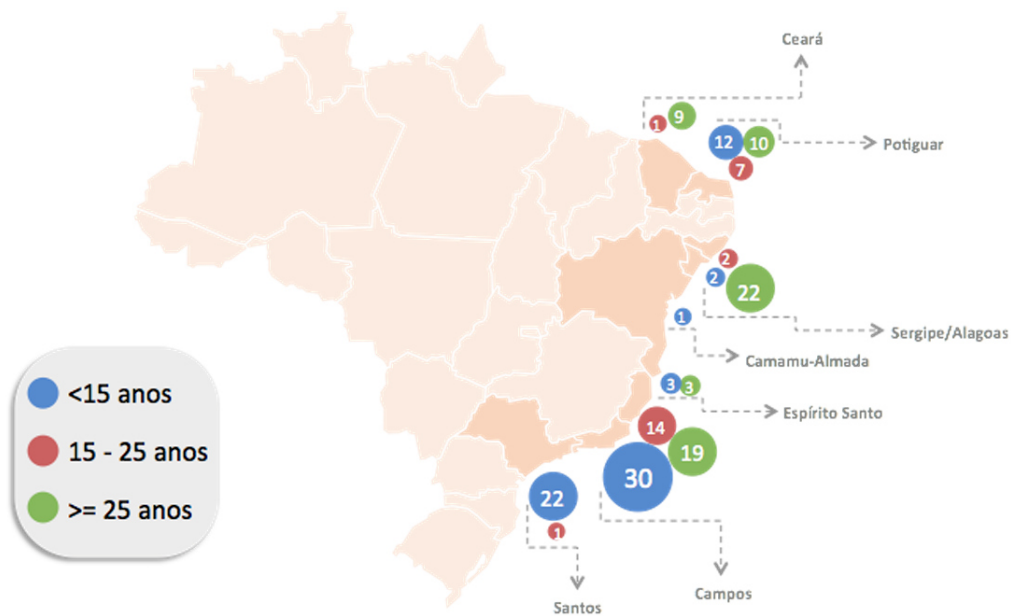 Ceará
1
9
12
10
7
Potiguar
2
2
22
Sergipe/Alagoas
1
Camamu-Almada
3
3
Espírito Santo
14
19
30
22
1
Campos
Santos
<15 anos
15 - 25 anos
>= 25 anos